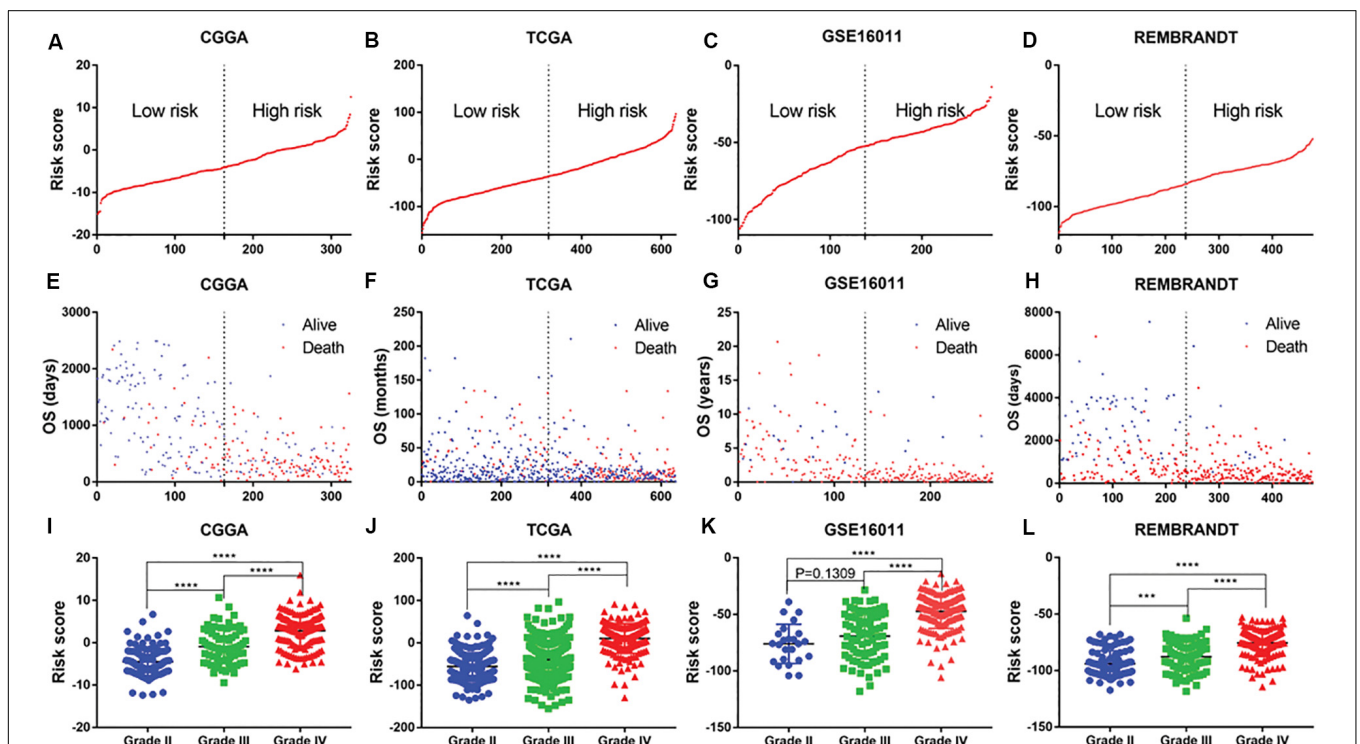 A CGGA
Risk score
20
10
0
-10
-20
0 100 200 300
Low risk High risk
B TCGA
Risk score
200
100
0
-100
0 200 400 600
Low risk High risk
C GSE16011
Risk score
0
-50
-100
0 100 200
Low risk High risk
D REMBRANDT
Risk score
0
-50
-100
0 100 200 300 400
Low risk High risk
E CGGA
OS (days)
3000
2000
1000
0
0 100 200 300
Alive
Death
F TCGA
OS (months)
250
200
150
100
50
0
0 200 400 600
Alive
Death
G GSE16011
OS (years)
25
20
15
10
5
0
0 100 200
Alive
Death
H REMBRANDT
OS (days)
8000
6000
4000
2000
0
0 100 200 300 400
Alive
Death
I CGGA
Risk score
20
10
0
-10
-20
****
**** ****
Grade II Grade III Grade IV
J TCGA
Risk score
200
100
0
-100
-200
****
**** ****
Grade II Grade III Grade IV
K GSE16011
Risk score
0
-50
-100
-150
****
P=0.1309 ****
Grade II Grade III Grade IV
L REMBRANDT
Risk score
0
-50
-100
-150
****
*** ****
Grade II Grade III Grade IV